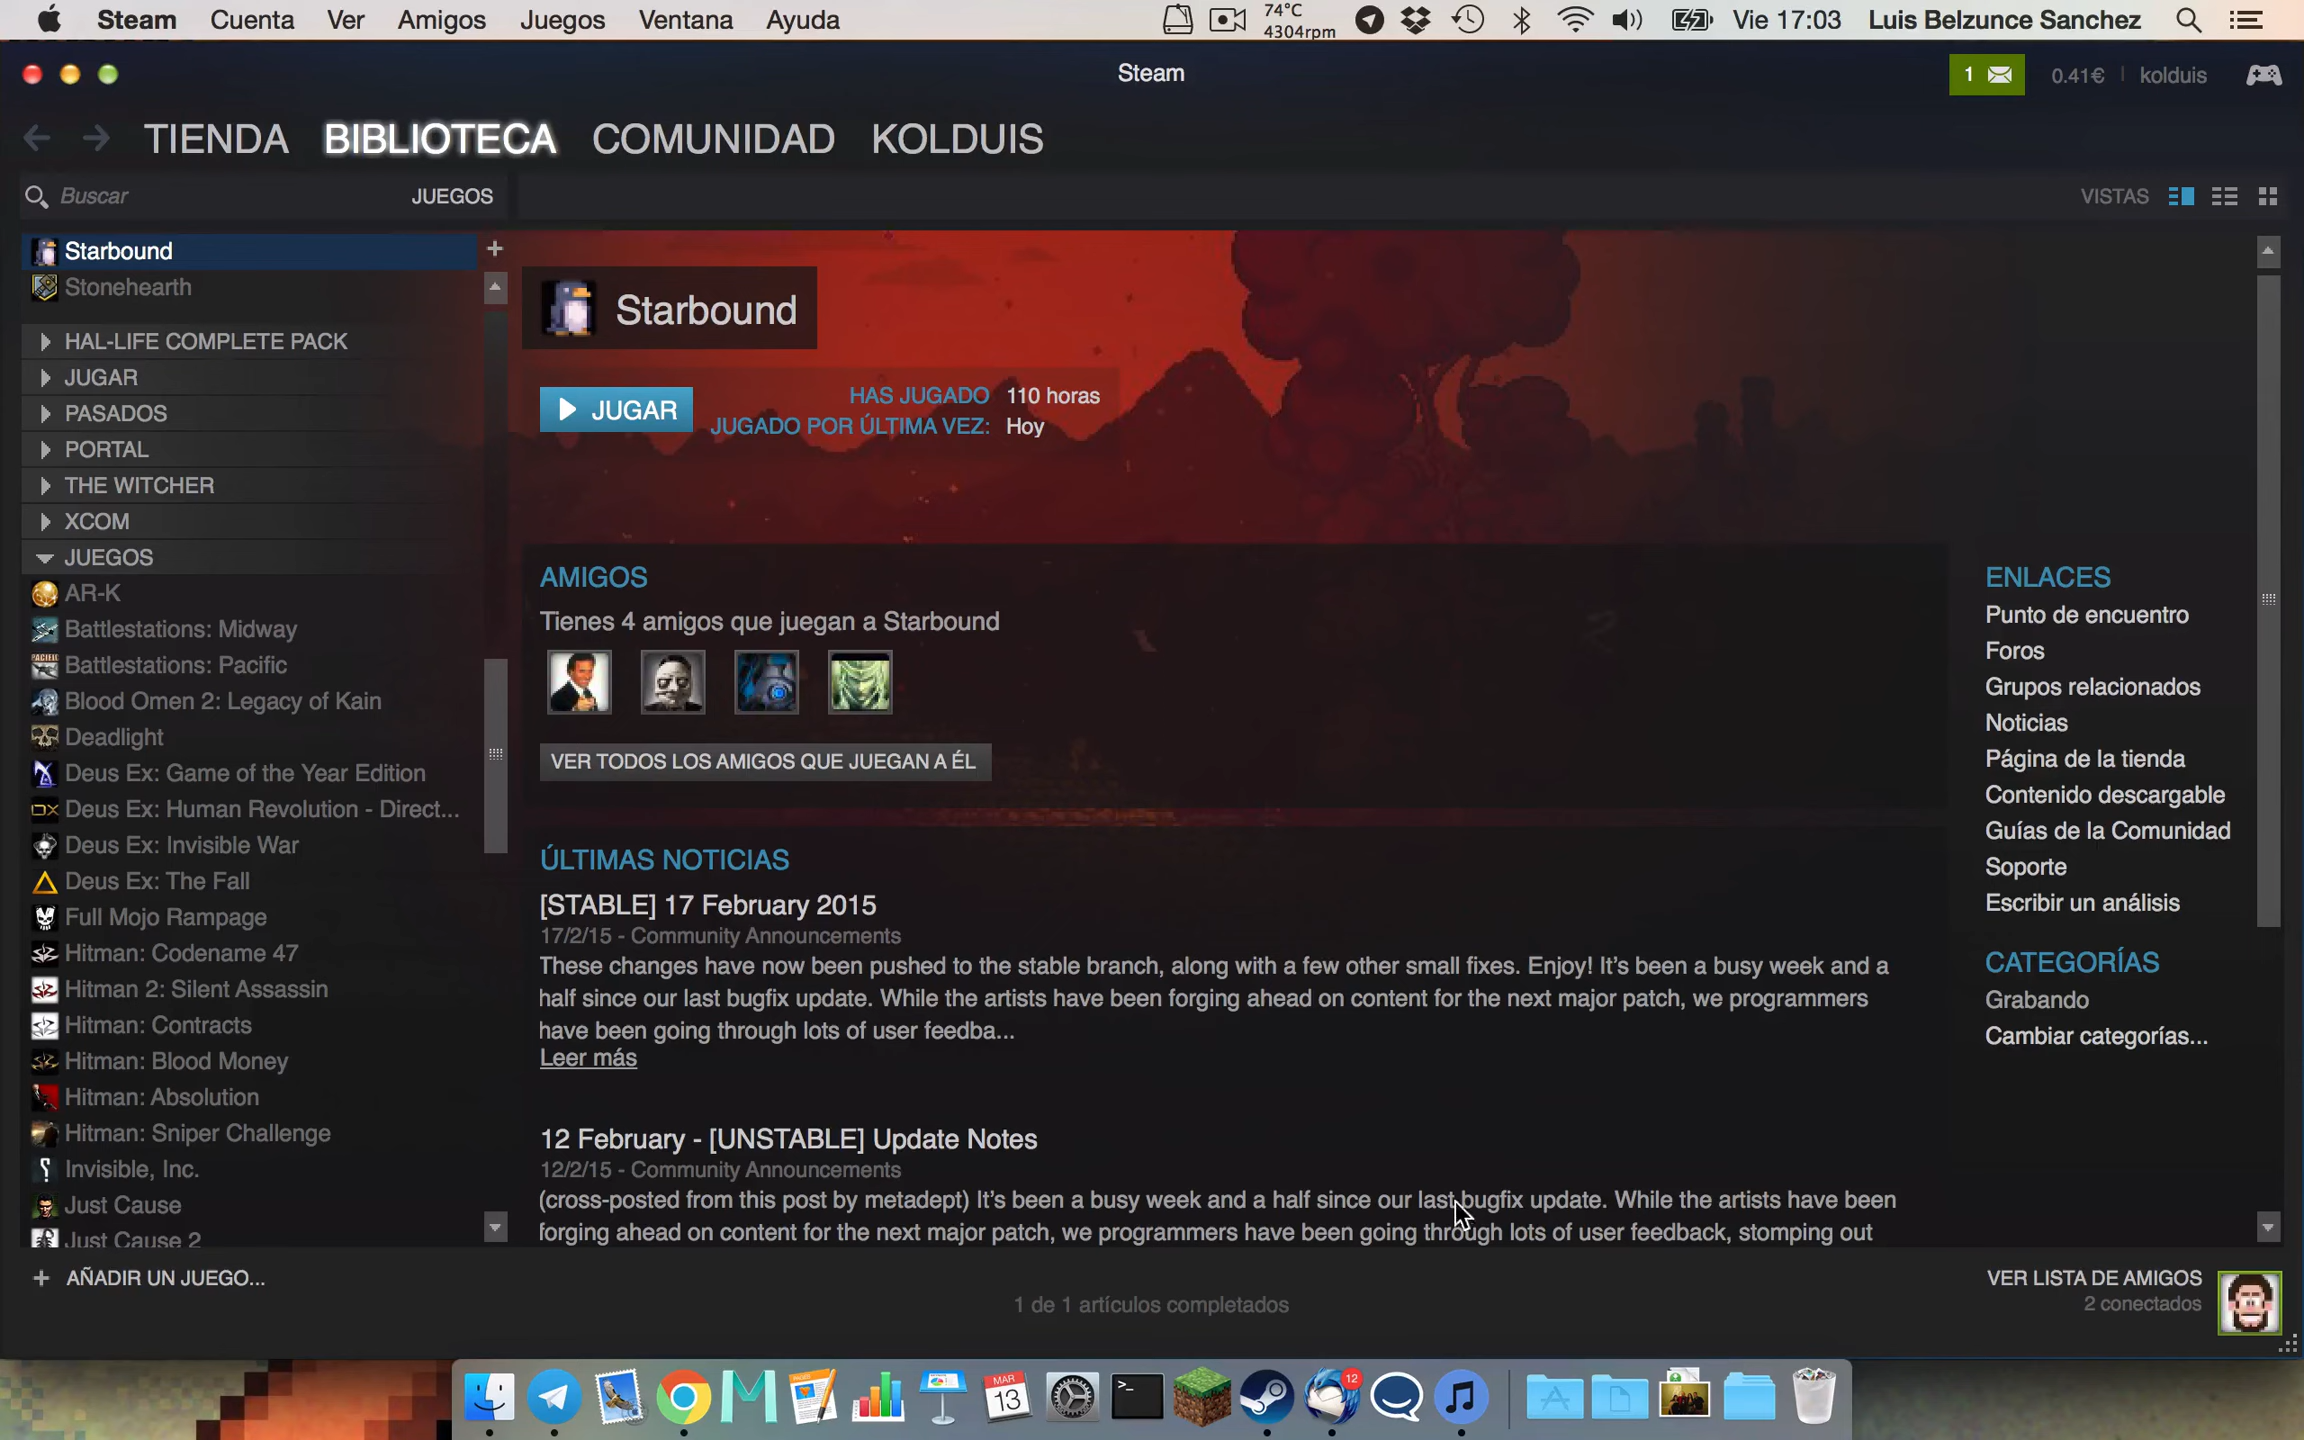 Steam Cuenta Ver Amigos Juegos Ventana Ayuda 74°C 4304rpm Vie 17:03 Luis Belzunce Sanchez
Steam
1 0.41€ kolduis
TIENDA BIBLIOTECA COMUNIDAD KOLDUIS
Buscar JUEGOS VISTAS
Starbound
Stonehearth
HAL-LIFE COMPLETE PACK
JUGAR
PASADOS
PORTAL
THE WITCHER
XCOM
JUEGOS
AR-K
Battlestations: Midway
Battlestations: Pacific
Blood Omen 2: Legacy of Kain
Deadlight
Deus Ex: Game of the Year Edition
Deus Ex: Human Revolution - Direct...
Deus Ex: Invisible War
Deus Ex: The Fall
Full Mojo Rampage
Hitman: Codename 47
Hitman 2: Silent Assassin
Hitman: Contracts
Hitman: Blood Money
Hitman: Absolution
Hitman: Sniper Challenge
Invisible, Inc.
Just Cause
Just Cause 2
+ AÑADIR UN JUEGO...
Starbound
JUGAR
HAS JUGADO 110 horas
JUGADO POR ÚLTIMA VEZ: Hoy
AMIGOS
Tienes 4 amigos que juegan a Starbound
VER TODOS LOS AMIGOS QUE JUEGAN A ÉL
ÚLTIMAS NOTICIAS
[STABLE] 17 February 2015
17/2/15 - Community Announcements
These changes have now been pushed to the stable branch, along with a few other small fixes. Enjoy! It's been a busy week and a
half since our last bugfix update. While the artists have been forging ahead on content for the next major patch, we programmers
have been going through lots of user feedba...
Leer más
12 February - [UNSTABLE] Update Notes
12/2/15 - Community Announcements
(cross-posted from this post by metadept) It's been a busy week and a half since our last bugfix update. While the artists have been
forging ahead on content for the next major patch, we programmers have been going through lots of user feedback, stomping out
ENLACES
Punto de encuentro
Foros
Grupos relacionados
Noticias
Página de la tienda
Contenido descargable
Guías de la Comunidad
Soporte
Escribir un análisis
CATEGORÍAS
Grabando
Cambiar categorías...
1 de 1 artículos completados
VER LISTA DE AMIGOS
2 conectados
PAGES
MAR
13
12